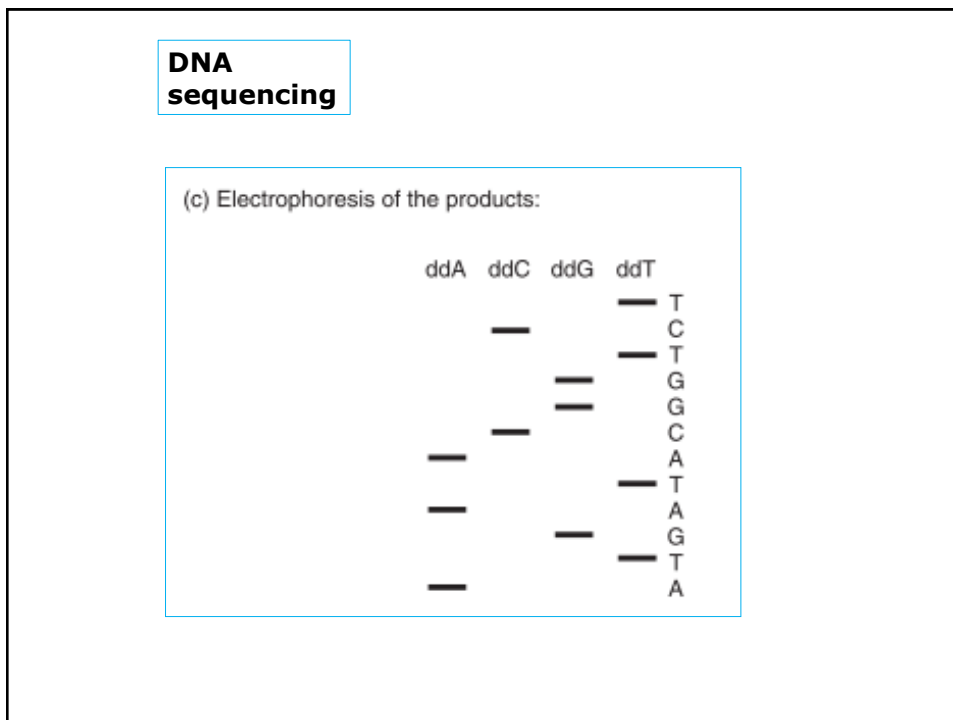 DNA
sequencing
(c) Electrophoresis of the products:
ddA ddC ddG ddT
T
C
T
G
G
C
A
T
A
G
T
A